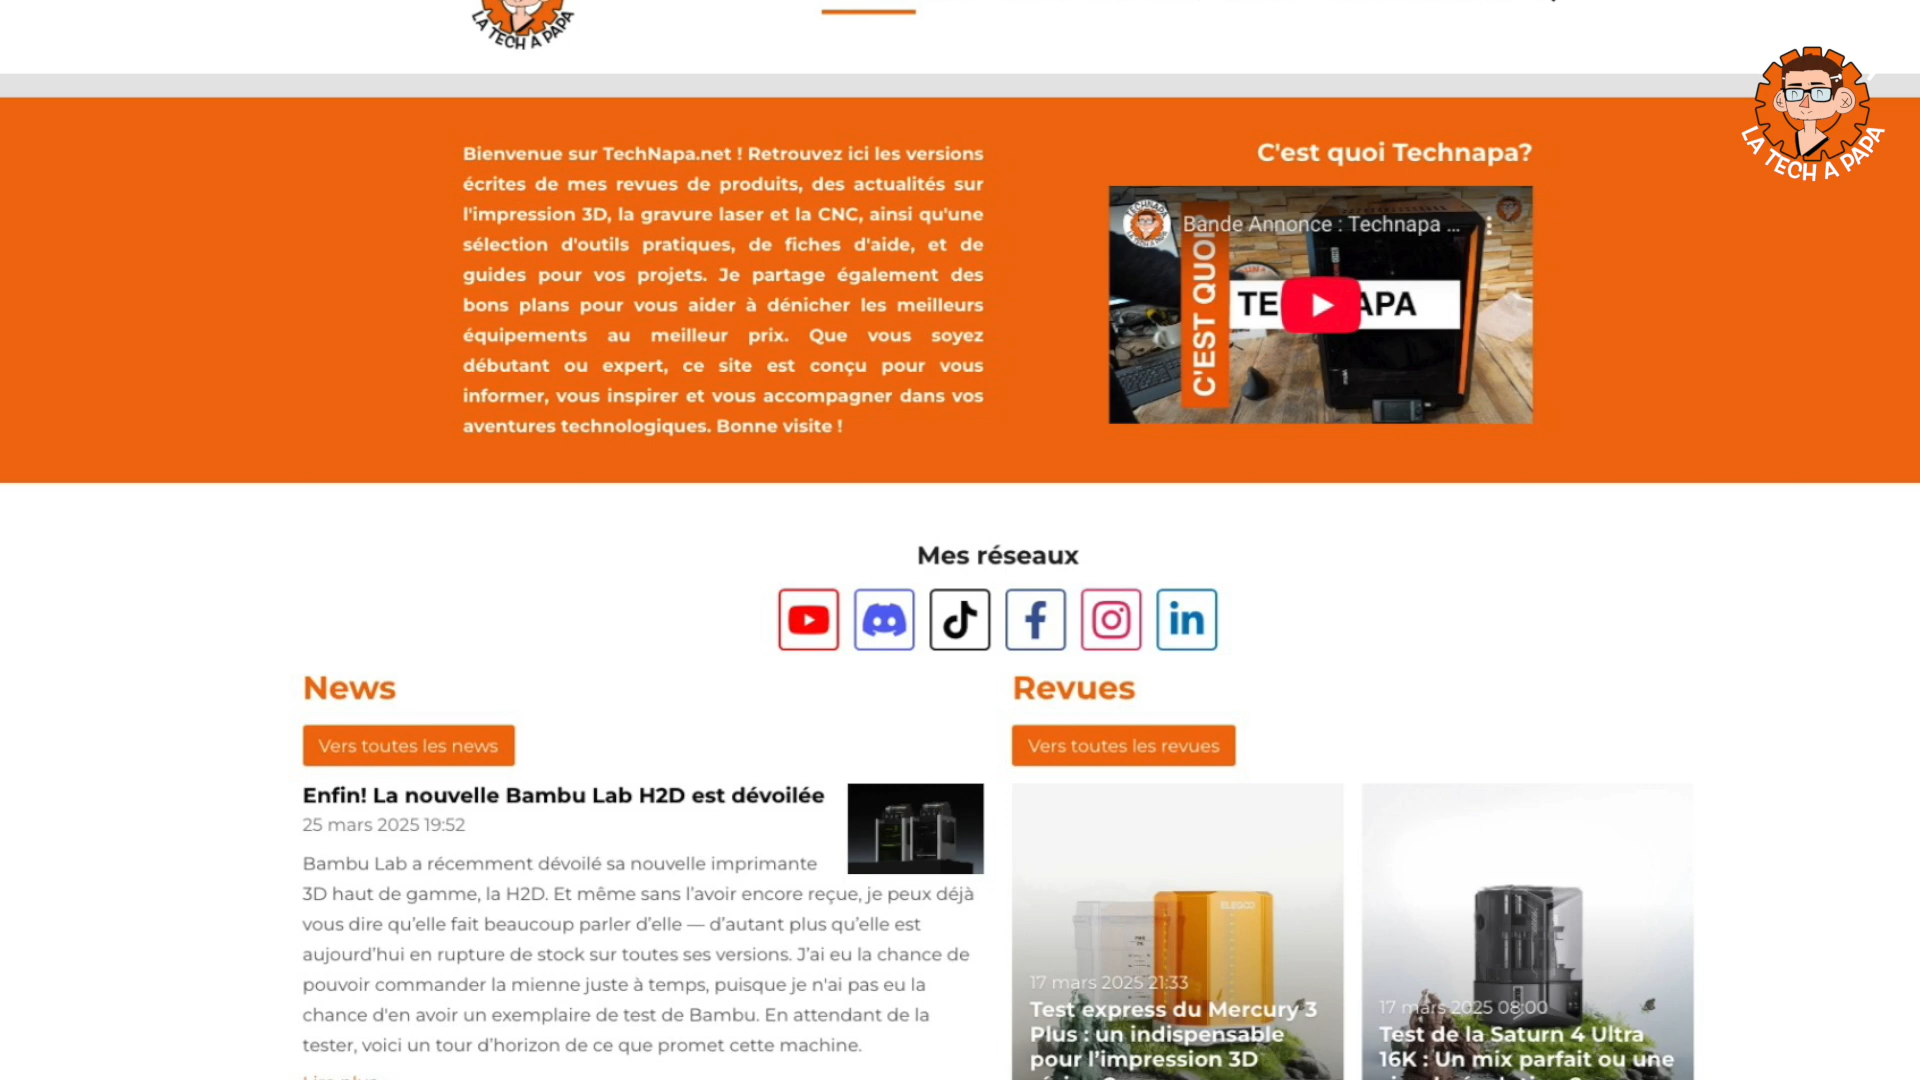 LA TECH A PAPA
LA TECH A PAPA
Bienvenue sur TechNapa.net ! Retrouvez ici les versions
écrites de mes revues de produits, des actualités sur
l'impression 3D, la gravure laser et la CNC, ainsi qu'une
sélection d'outils pratiques, de fiches d'aide, et de
guides pour vos projets. Je partage également des
bons plans pour vous aider à dénicher les meilleurs
équipements au meilleur prix. Que vous soyez
débutant ou expert, ce site est conçu pour vous
informer, vous inspirer et vous accompagner dans vos
aventures technologiques. Bonne visite !
C'est quoi Technapa?
Bande Annonce : Technapa ...
C'EST QUOI
TE APA
Mes réseaux
News
Vers toutes les news
Enfin! La nouvelle Bambu Lab H2D est dévoilée
25 mars 2025 19:52
Bambu Lab a récemment dévoilé sa nouvelle imprimante
3D haut de gamme, la H2D. Et même sans l’avoir encore reçue, je peux déjà
vous dire qu’elle fait beaucoup parler d’elle — d’autant plus qu’elle est
aujourd’hui en rupture de stock sur toutes ses versions. J’ai eu la chance de
pouvoir commander la mienne juste à temps, puisque je n'ai pas eu la
chance d'en avoir un exemplaire de test de Bambu. En attendant de la
tester, voici un tour d’horizon de ce que promet cette machine.
Revues
Vers toutes les revues
ELEGOO
17 mars 2025 21:33
Test express du Mercury 3
Plus : un indispensable
pour l’impression 3D
17 mars 2025 08:00
Test de la Saturn 4 Ultra
16K : Un mix parfait ou une